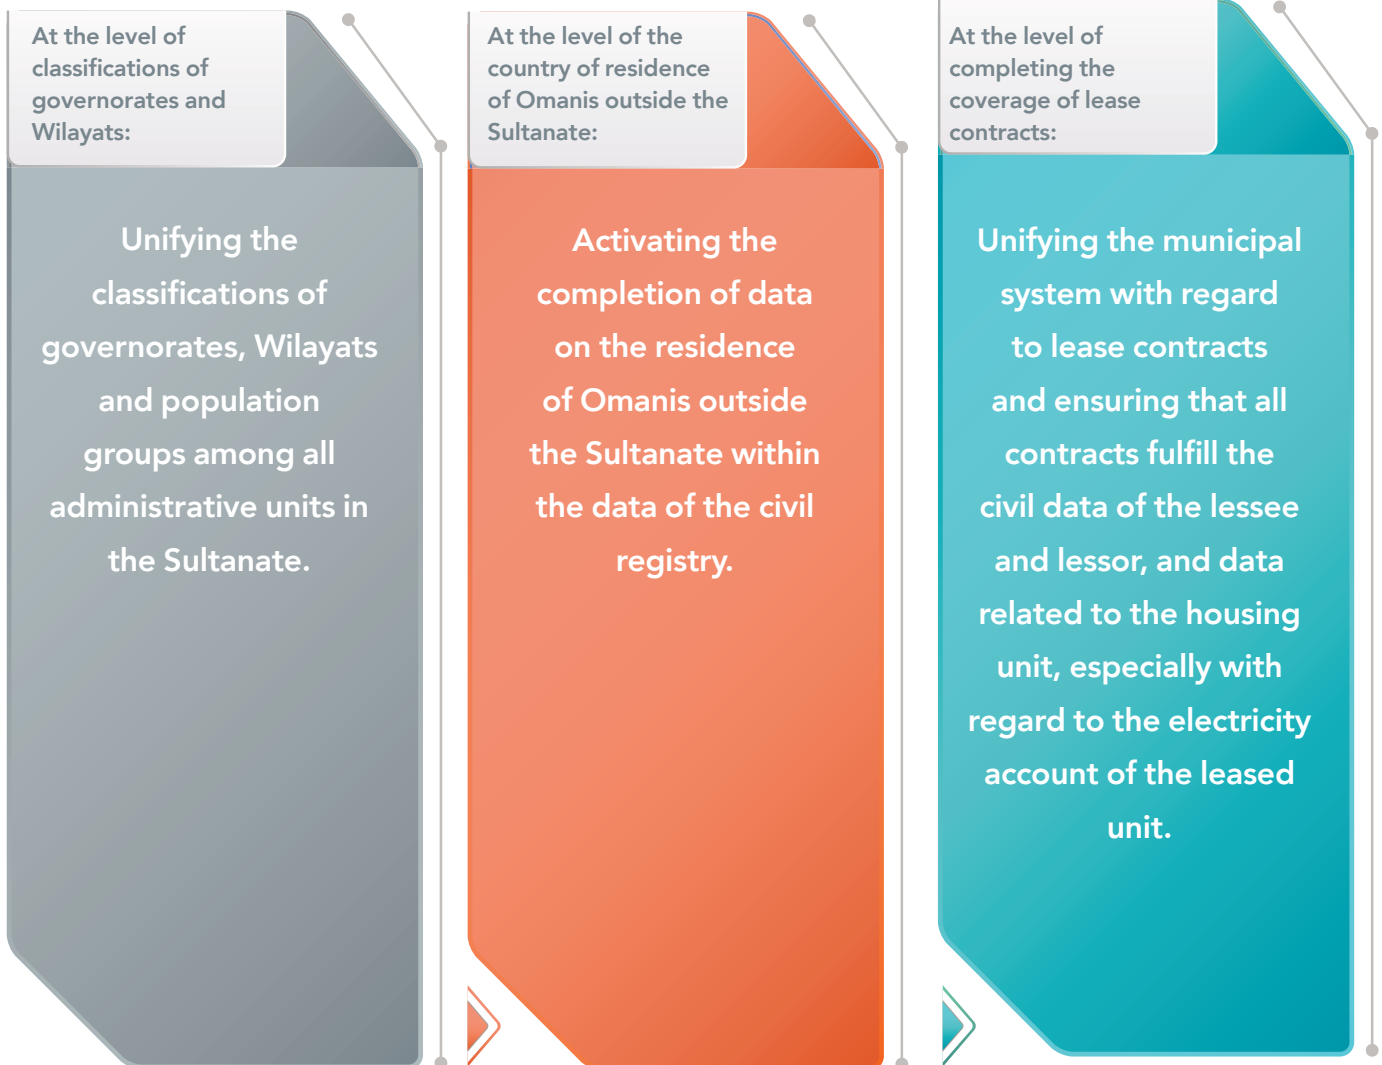 At the level of
classifications of
governorates and
Wilayats:
Unifying the
classifications of
governorates, Wilayats
and population
groups among all
administrative units in
the Sultanate.
At the level of the
country of residence
of Omanis outside the
Sultanate:
Activating the
completion of data
on the residence
of Omanis outside
the Sultanate within
the data of the civil
registry.
At the level of
completing the
coverage of lease
contracts:
Unifying the municipal
system with regard
to lease contracts
and ensuring that all
contracts fulfill the
civil data of the lessee
and lessor, and data
related to the housing
unit, especially with
regard to the electricity
account of the leased
unit.